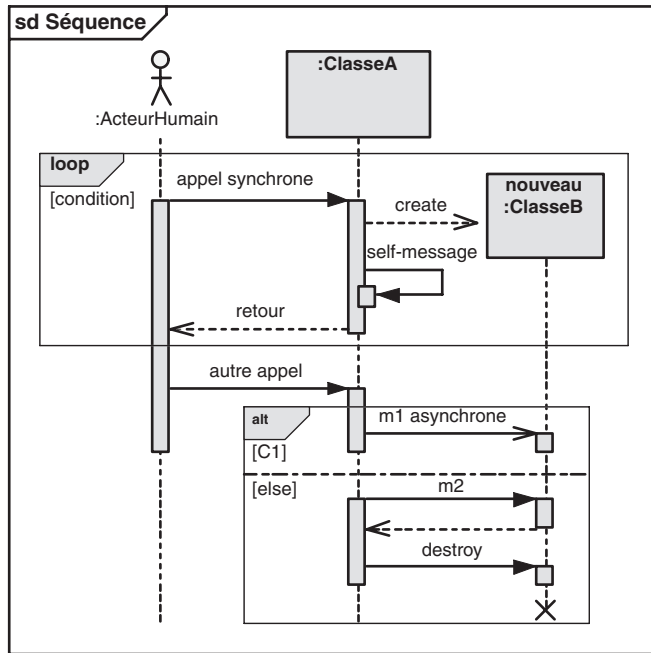 sd Séquence
:ActeurHumain
:ClasseA
loop
[condition]
appel synchrone
create
nouveau
:ClasseB
self-message
retour
autre appel
alt
[C1]
m1 asynchrone
[else]
m2
destroy